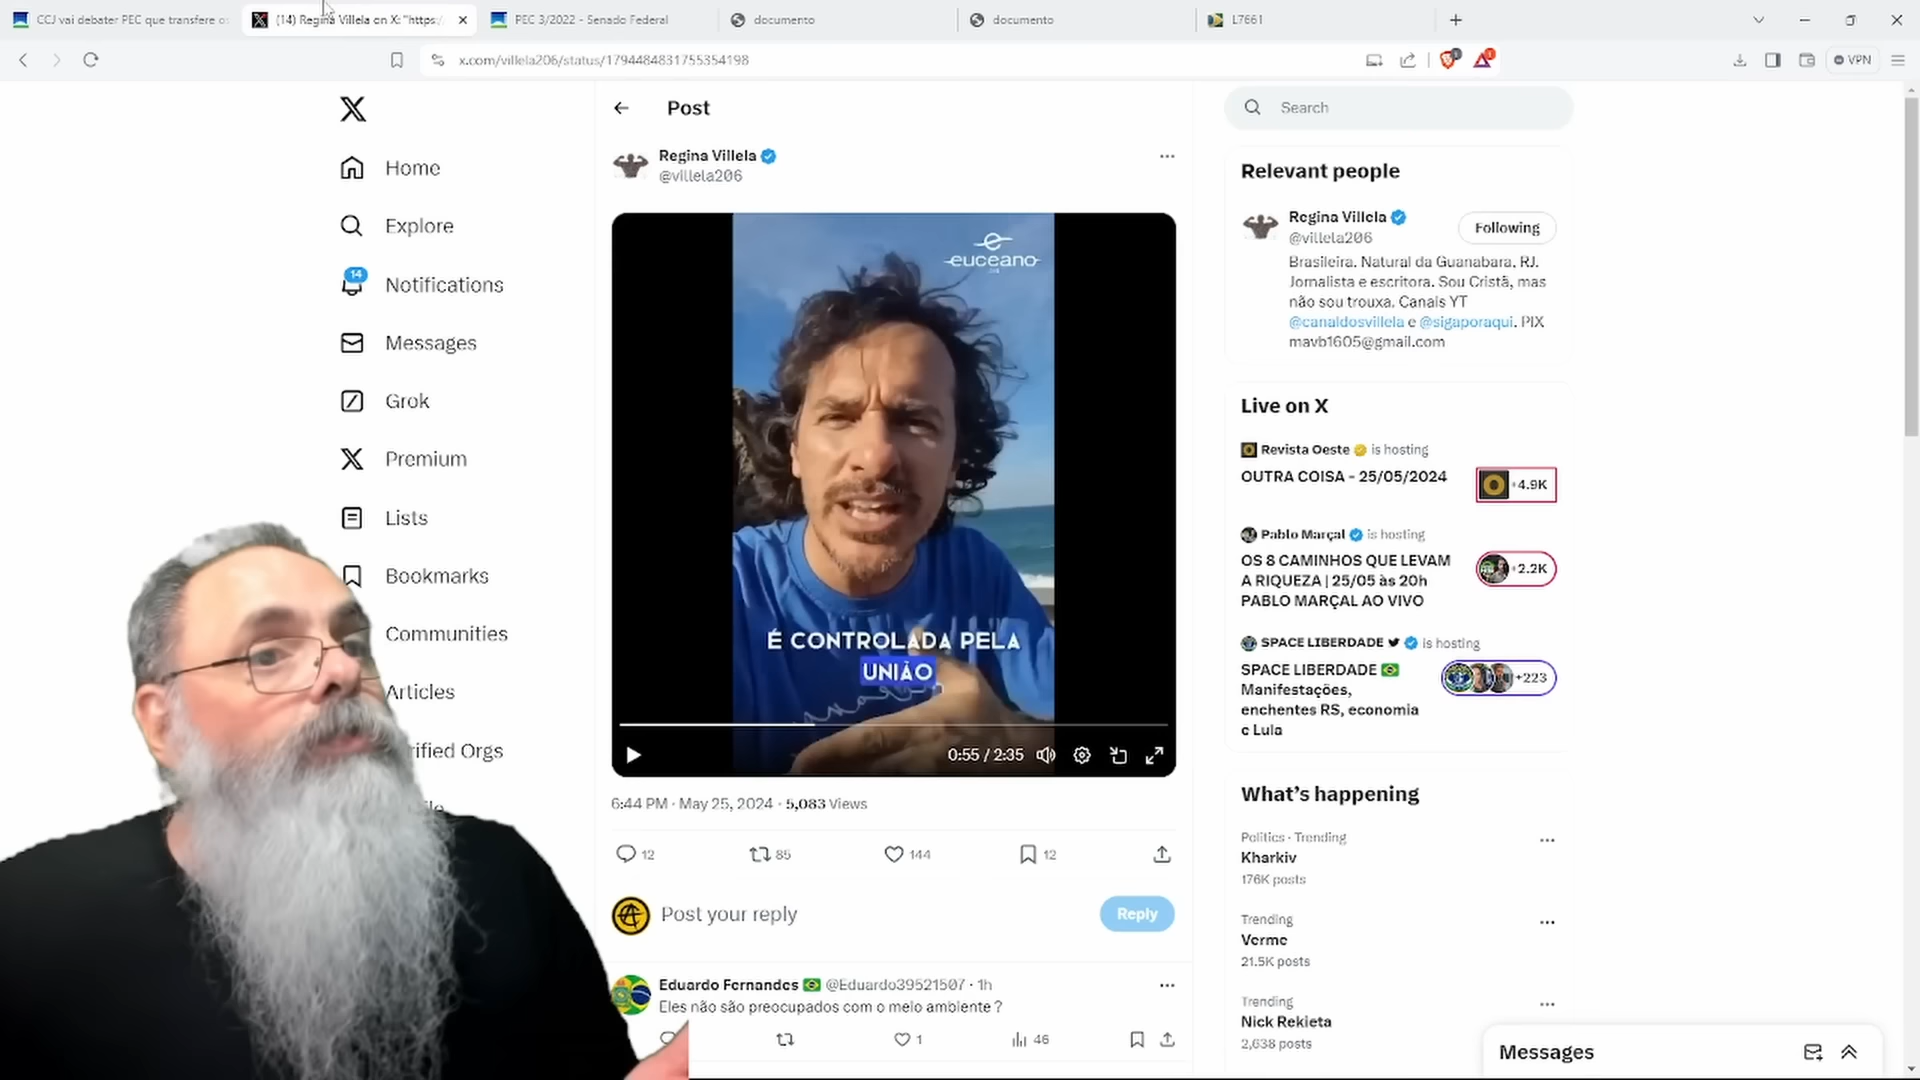 CCJ vai debater PEC que transfere o
(14) Regina Villela on X: "https:/
PEC 3/2022 - Senado Federal
documento
documento
L7661
x.com/villela206/status/1794484831755354198
VPN
Home
Explore
14
Notifications
Messages
Grok
Premium
Lists
Bookmarks
Communities
Articles
rified Orgs
Post
Regina Villela
@villela206
euceano
É CONTROLADA PELA
UNIÃO
0:55 / 2:35
6:44 PM · May 25, 2024 · 5,083 Views
12
85
144
12
Post your reply
Reply
Eduardo Fernandes @Eduardo39521507 · 1h
Eles não são preocupados com o meio ambiente ?
1
46
Search
Relevant people
Regina Villela
@villela206
Following
Brasileira. Natural da Guanabara, RJ.
Jornalista e escritora. Sou Cristã, mas
não sou trouxa. Canais YT
@canaldosvillela e @sigaporaqui. PIX
mavb1605@gmail.com
Live on X
Revista Oeste is hosting
OUTRA COISA - 25/05/2024
+4.9K
Pablo Marçal is hosting
OS 8 CAMINHOS QUE LEVAM
A RIQUEZA | 25/05 às 20h
PABLO MARÇAL AO VIVO
+2.2K
SPACE LIBERDADE is hosting
SPACE LIBERDADE
Manifestações,
enchentes RS, economia
e Lula
+223
What's happening
Politics · Trending
Kharkiv
176K posts
Trending
Verme
21.5K posts
Trending
Nick Rekieta
2,638 posts
Messages